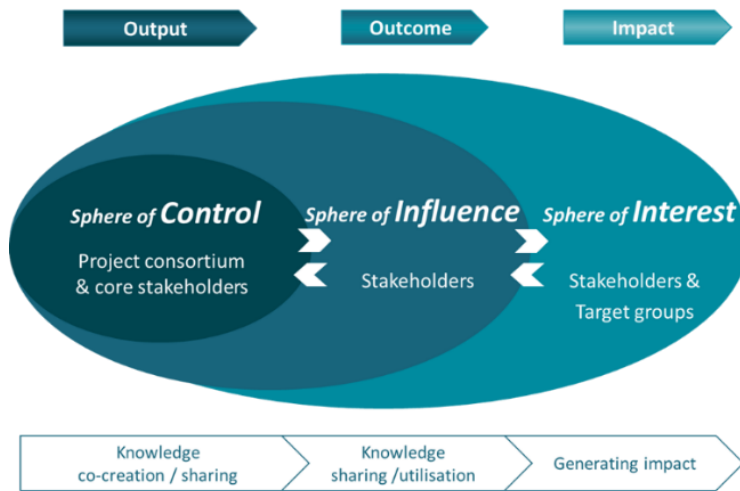 Output
Outcome
Impact
Sphere of Control
Project consortium
& core stakeholders
Sphere of Influence
Stakeholders
Sphere of Interest
Stakeholders &
Target groups
Knowledge
co-creation / sharing
Knowledge
sharing /utilisation
Generating impact